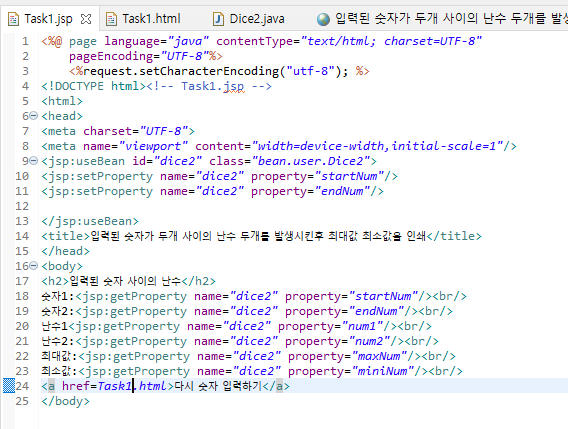 Task1.jsp Task1.html Dice2.java 입력된 숫자가 두개 사이의 난수 두개를 발생
1 <%@ page language="java" contentType="text/html; charset=UTF-8"
2 pageEncoding="UTF-8"%>
3 <%request.setCharacterEncoding("utf-8"); %>
4 <!DOCTYPE html><!-- Task1.jsp -->
5 <html>
6 <head>
7 <meta charset="UTF-8">
8 <meta name="viewport" content="width=device-width,initial-scale=1"/>
9 <jsp:useBean id="dice2" class="bean.user.Dice2">
10 <jsp:setProperty name="dice2" property="startNum"/>
11 <jsp:setProperty name="dice2" property="endNum"/>
12
13 </jsp:useBean>
14 <title>입력된 숫자가 두개 사이의 난수 두개를 발생시킨후 최대값 최소값을 인쇄</title>
15 </head>
16 <body>
17 <h2>입력된 숫자 사이의 난수</h2>
18 숫자1:<jsp:getProperty name="dice2" property="startNum"/><br/>
19 숫자2:<jsp:getProperty name="dice2" property="endNum"/><br/>
20 난수1<jsp:getProperty name="dice2" property="num1"/><br/>
21 난수2:<jsp:getProperty name="dice2" property="num2"/><br/>
22 최대값:<jsp:getProperty name="dice2" property="maxNum"/><br/>
23 최소값:<jsp:getProperty name="dice2" property="miniNum"/><br/>
24 <a href=Task1.html>다시 숫자 입력하기</a>
25 </body>